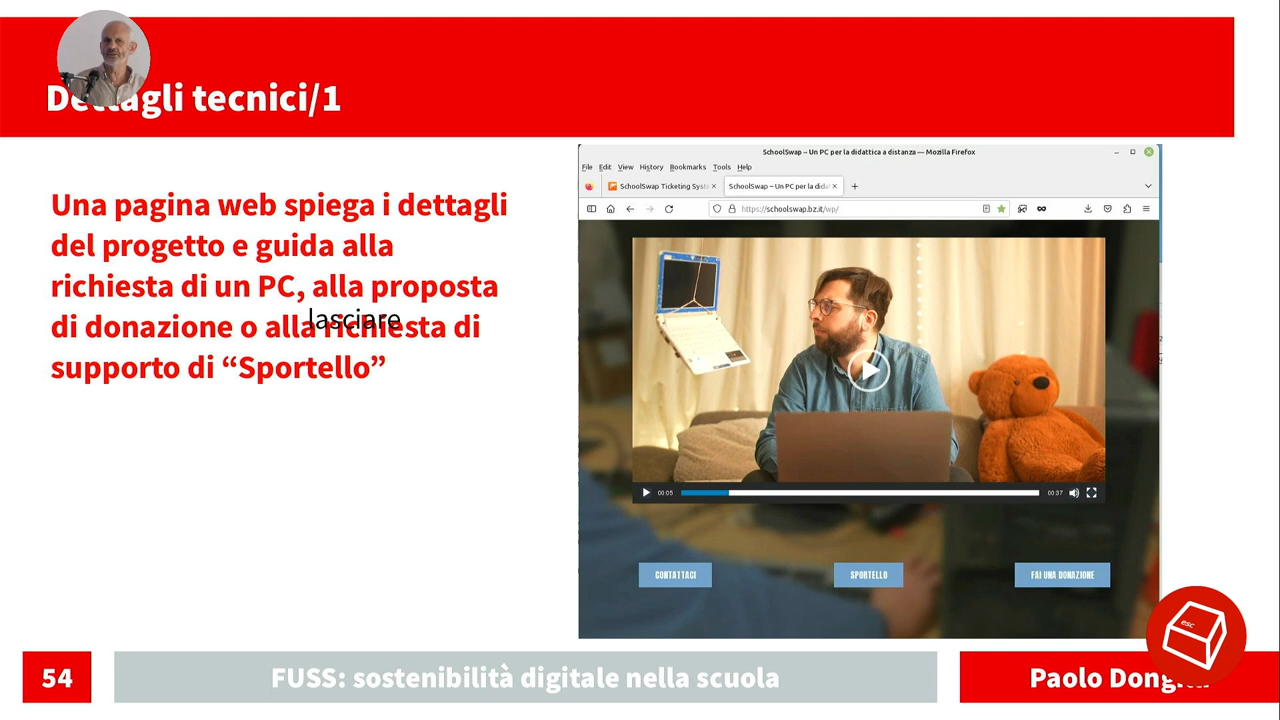 Dettagli tecnici/1
Una pagina web spiega i dettagli
del progetto e guida alla
richiesta di un PC, alla proposta
di donazione o alla richiesta di
supporto di “Sportello”
lasciare
SchoolSwap – Un PC per la didattica a distanza — Mozilla Firefox
File Edit View History Bookmarks Tools Help
SchoolSwap Ticketing Syst
SchoolSwap – Un PC per la didat
https://schoolswap.bz.it/wp/
00:05
00:37
CONTATTACI
SPORTELLO
FAI UNA DONAZIONE
esc
54
FUSS: sostenibilità digitale nella scuola
Paolo